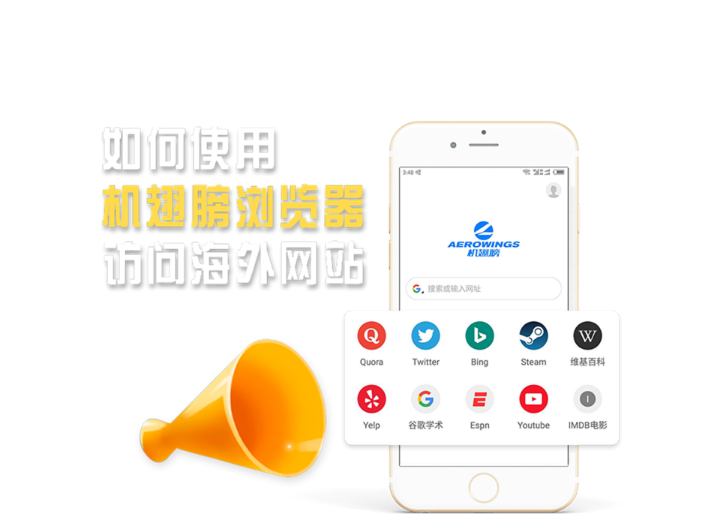 如何使用
机翅膀浏览器
访问海外网站
3:48
AEROWINGS
机翅膀
搜索或输入网址
Quora
Twitter
Bing
Steam
维基百科
Yelp
谷歌学术
Espn
Youtube
IMDB电影